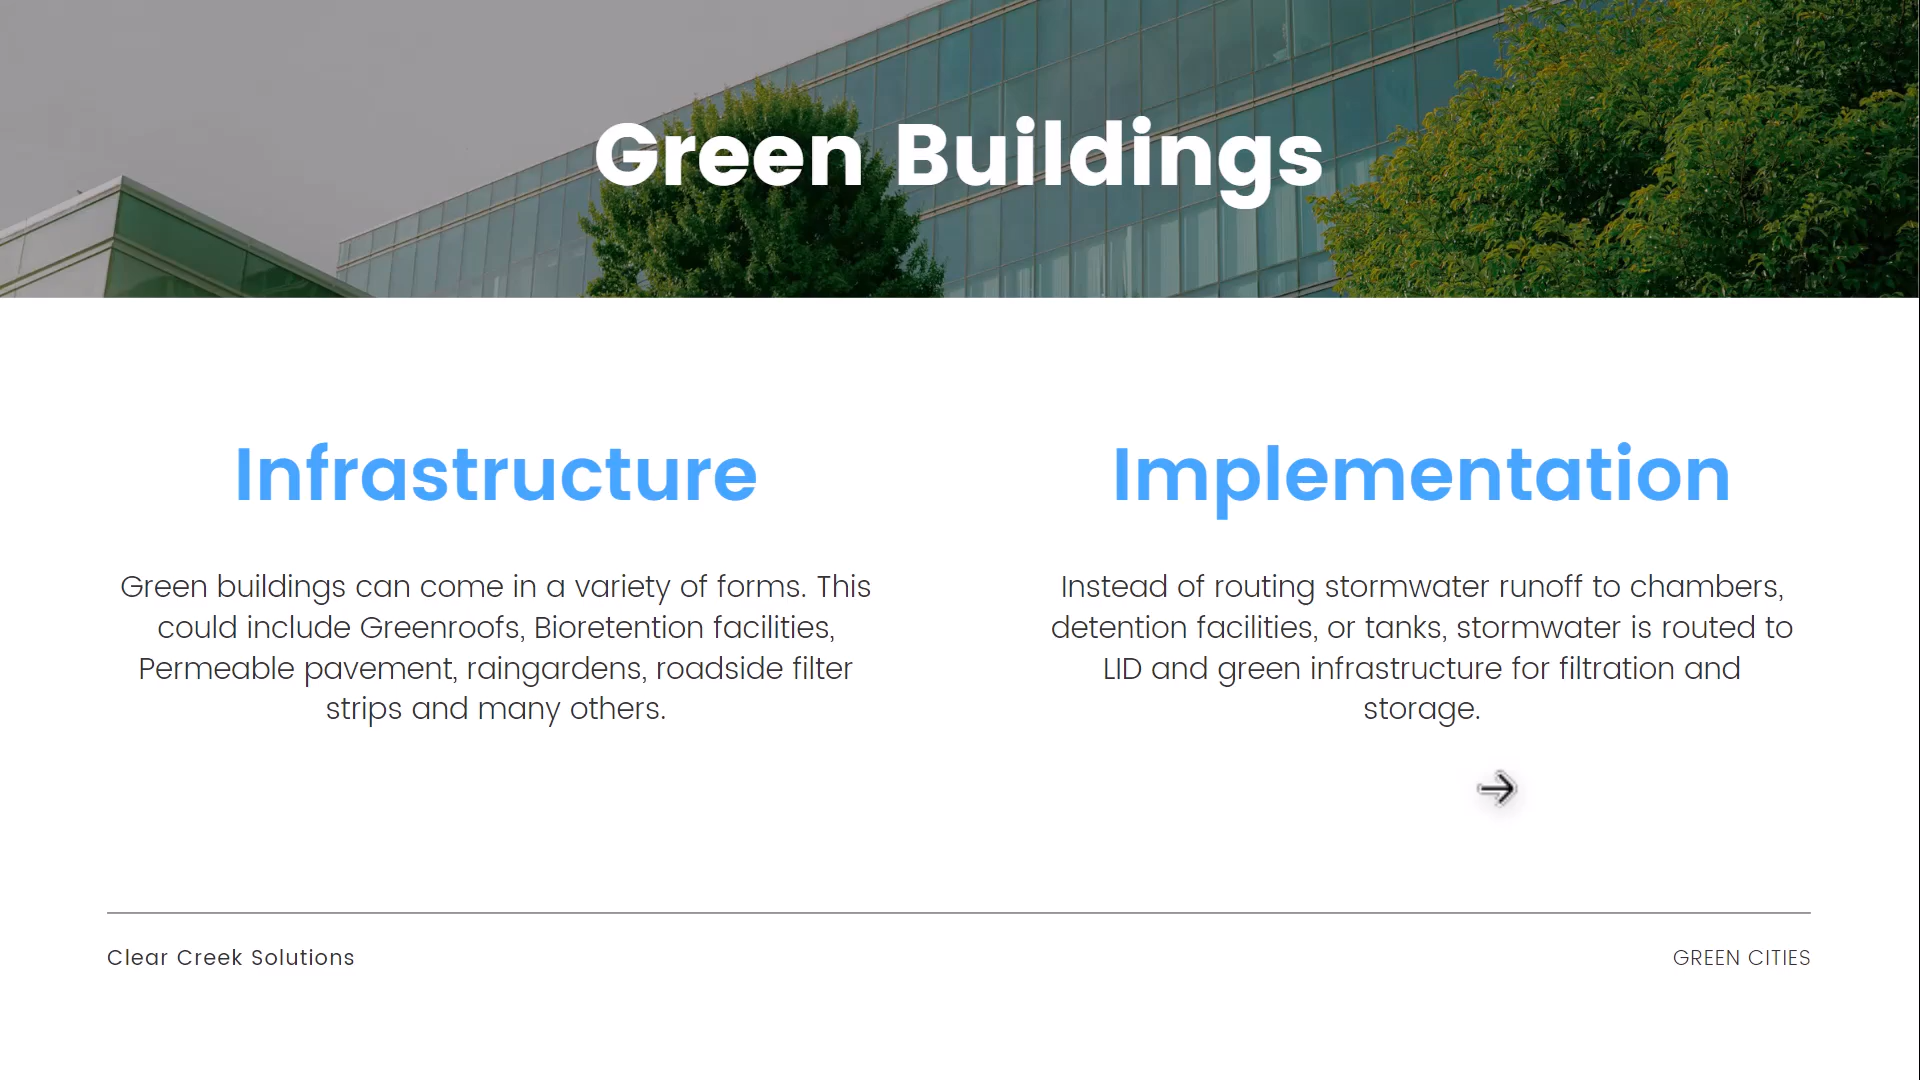 Green Buildings
Infrastructure
Green buildings can come in a variety of forms. This
could include Greenroofs, Bioretention facilities,
Permeable pavement, raingardens, roadside filter
strips and many others.
Implementation
Instead of routing stormwater runoff to chambers,
detention facilities, or tanks, stormwater is routed to
LID and green infrastructure for filtration and
storage.
Clear Creek Solutions
GREEN CITIES